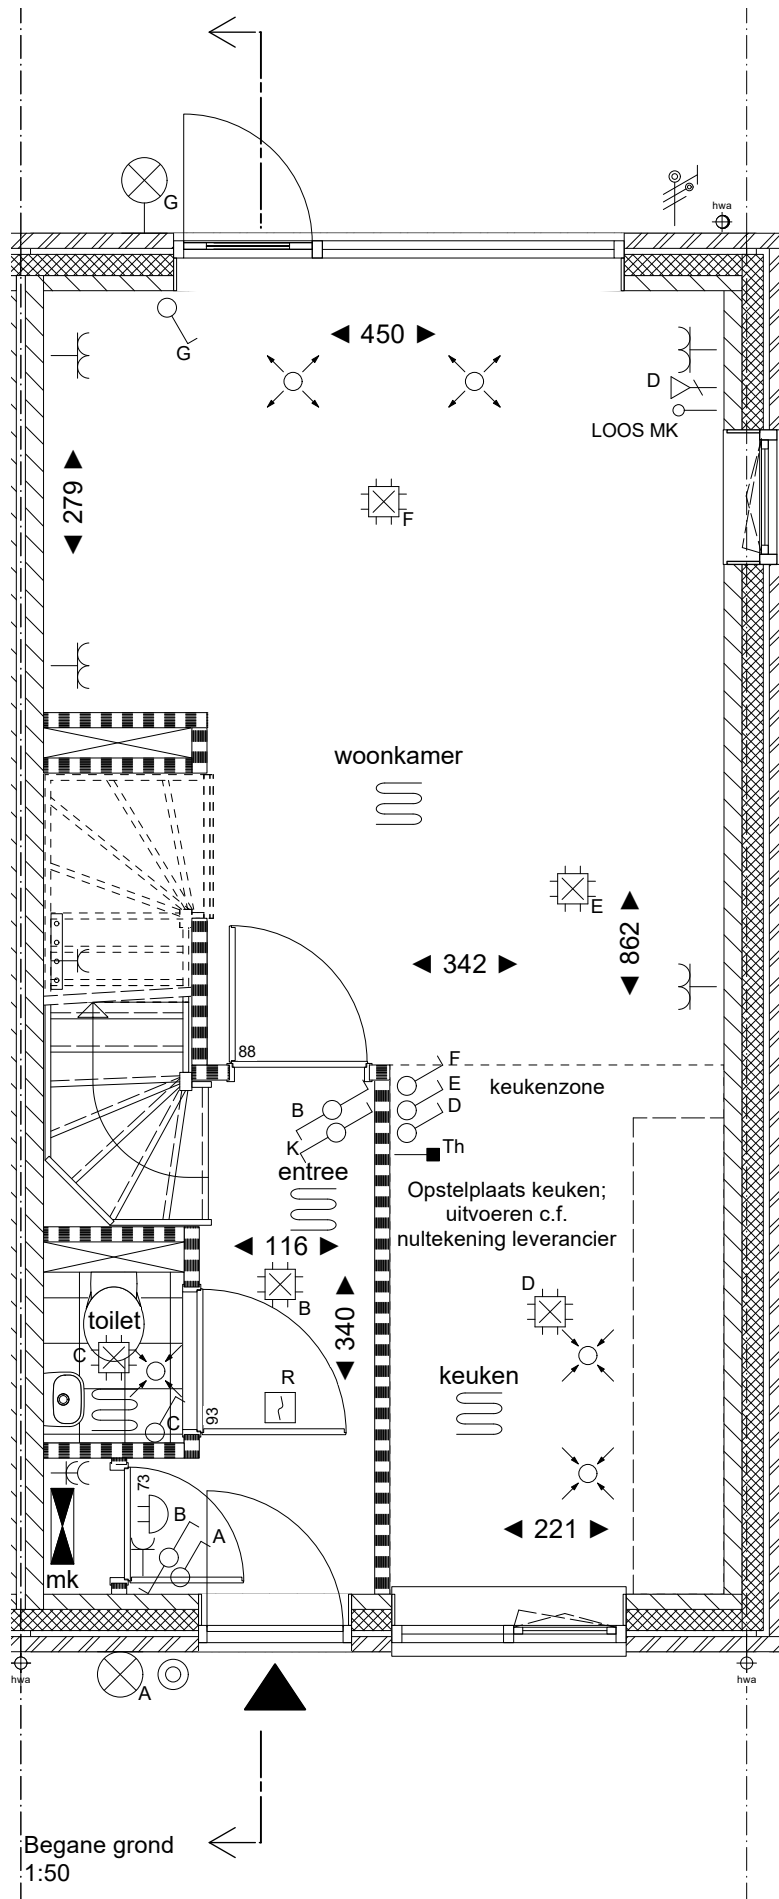 G
hwa
450
G
D
LOOS MK
279
F
woonkamer
E
862
342
88
F
E
D
keukenzone
B
K
Th
entree
Opstelplaats keuken;
uitvoeren c.f.
nultekening leverancier
116
B
340
D
toilet
C
keuken
R
C
93
73
B
A
221
mk
hwa
A
hwa
Begane grond
1:50